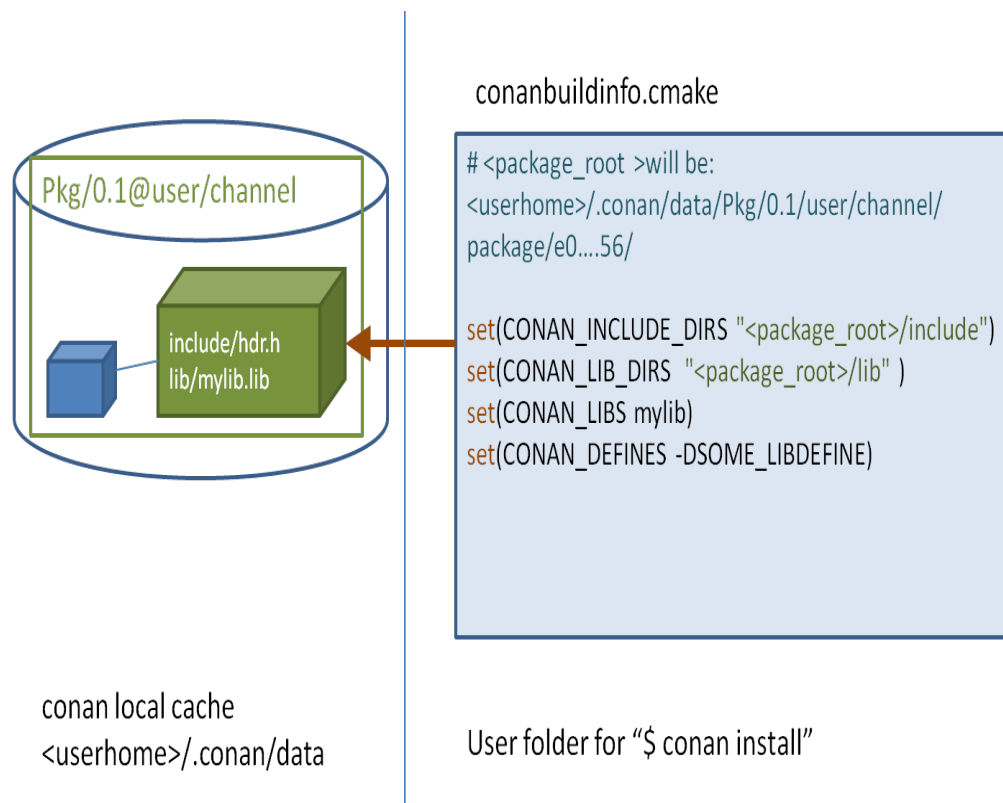 conanbuildinfo.cmake
Pkg/0.1@user/channel
include/hdr.h
lib/mylib.lib
# <package_root >will be:
<userhome>/.conan/data/Pkg/0.1/user/channel/
package/e0....56/
set(CONAN_INCLUDE_DIRS "<package_root>/include")
set(CONAN_LIB_DIRS "<package_root>/lib" )
set(CONAN_LIBS mylib)
set(CONAN_DEFINES -DSOME_LIBDEFINE)
conan local cache
<userhome>/.conan/data
User folder for “$ conan install”